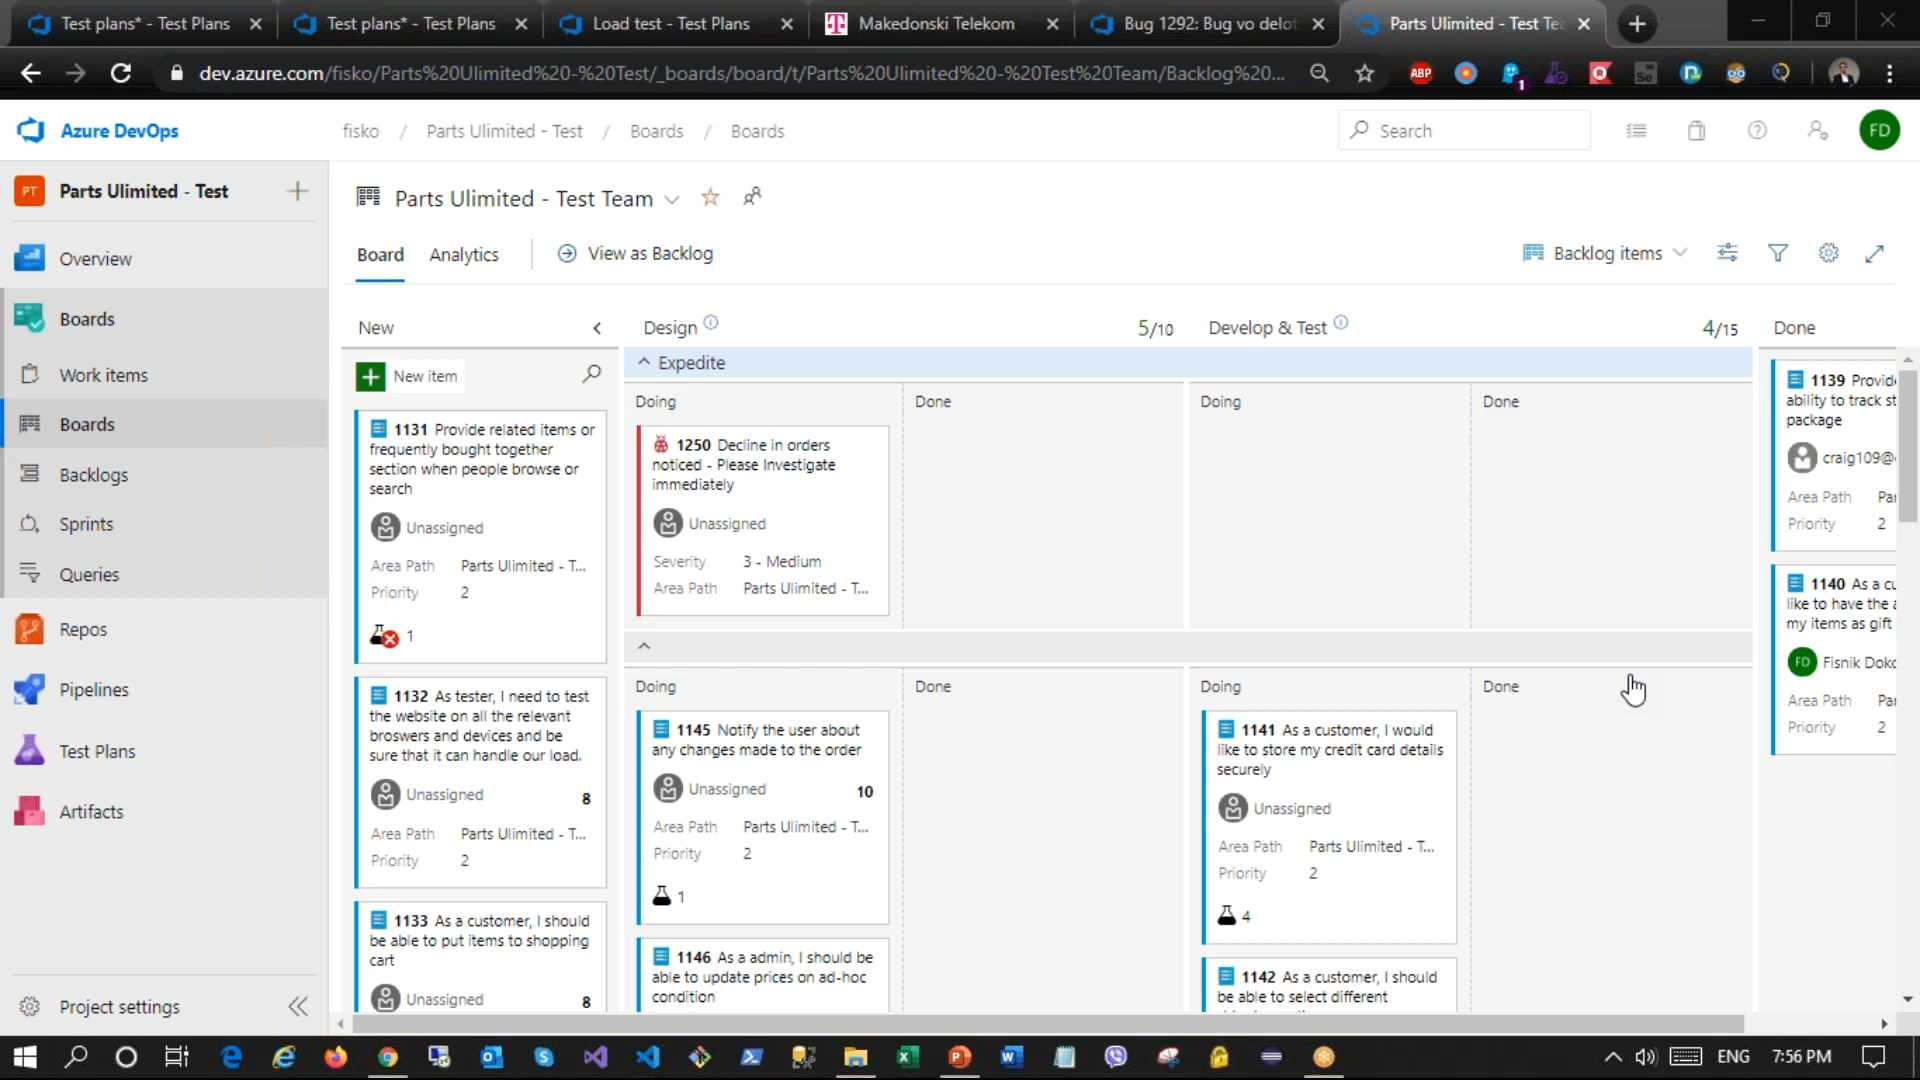 Test plans* - Test Plans
Test plans* - Test Plans
Load test - Test Plans
Makedonski Telekom
Bug 1292: Bug vo delot
Parts Ulimited - Test Te
dev.azure.com/fisko/Parts%20Ulimited%20-%20Test/_boards/board/t/Parts%20Ulimited%20-%20Test%20Team/Backlog%20...
ABP
1
Se
Azure DevOps
fisko / Parts Ulimited - Test / Boards / Boards
Search
FD
PT
Parts Ulimited - Test
Overview
Boards
Work items
Boards
Backlogs
Sprints
Queries
Repos
Pipelines
Test Plans
Artifacts
Project settings
Parts Ulimited - Test Team
Board
Analytics
View as Backlog
Backlog items
New
Design
5/10
Develop & Test
4/15
Done
New item
Expedite
Doing
Done
Doing
Done
1131 Provide related items or
frequently bought together
section when people browse or
search
Unassigned
Area Path Parts Ulimited - T...
Priority 2
1
1132 As tester, I need to test
the website on all the relevant
broswers and devices and be
sure that it can handle our load.
Unassigned
8
Area Path Parts Ulimited - T...
Priority 2
1133 As a customer, I should
be able to put items to shopping
cart
Unassigned
8
1250 Decline in orders
noticed - Please Investigate
immediately
Unassigned
Severity 3 - Medium
Area Path Parts Ulimited - T...
Doing
Done
Doing
Done
1145 Notify the user about
any changes made to the order
Unassigned
10
Area Path Parts Ulimited - T...
Priority 2
1
1146 As a admin, I should be
able to update prices on ad-hoc
condition
1141 As a customer, I would
like to store my credit card details
securely
Unassigned
Area Path Parts Ulimited - T...
Priority 2
4
1142 As a customer, I should
be able to select different
1139 Provid
ability to track st
package
craig109@
Area Path Pa
Priority 2
1140 As a cu
like to have the a
my items as gift
FD
Fisnik Doko
Area Path Pa
Priority 2
ENG
7:56 PM